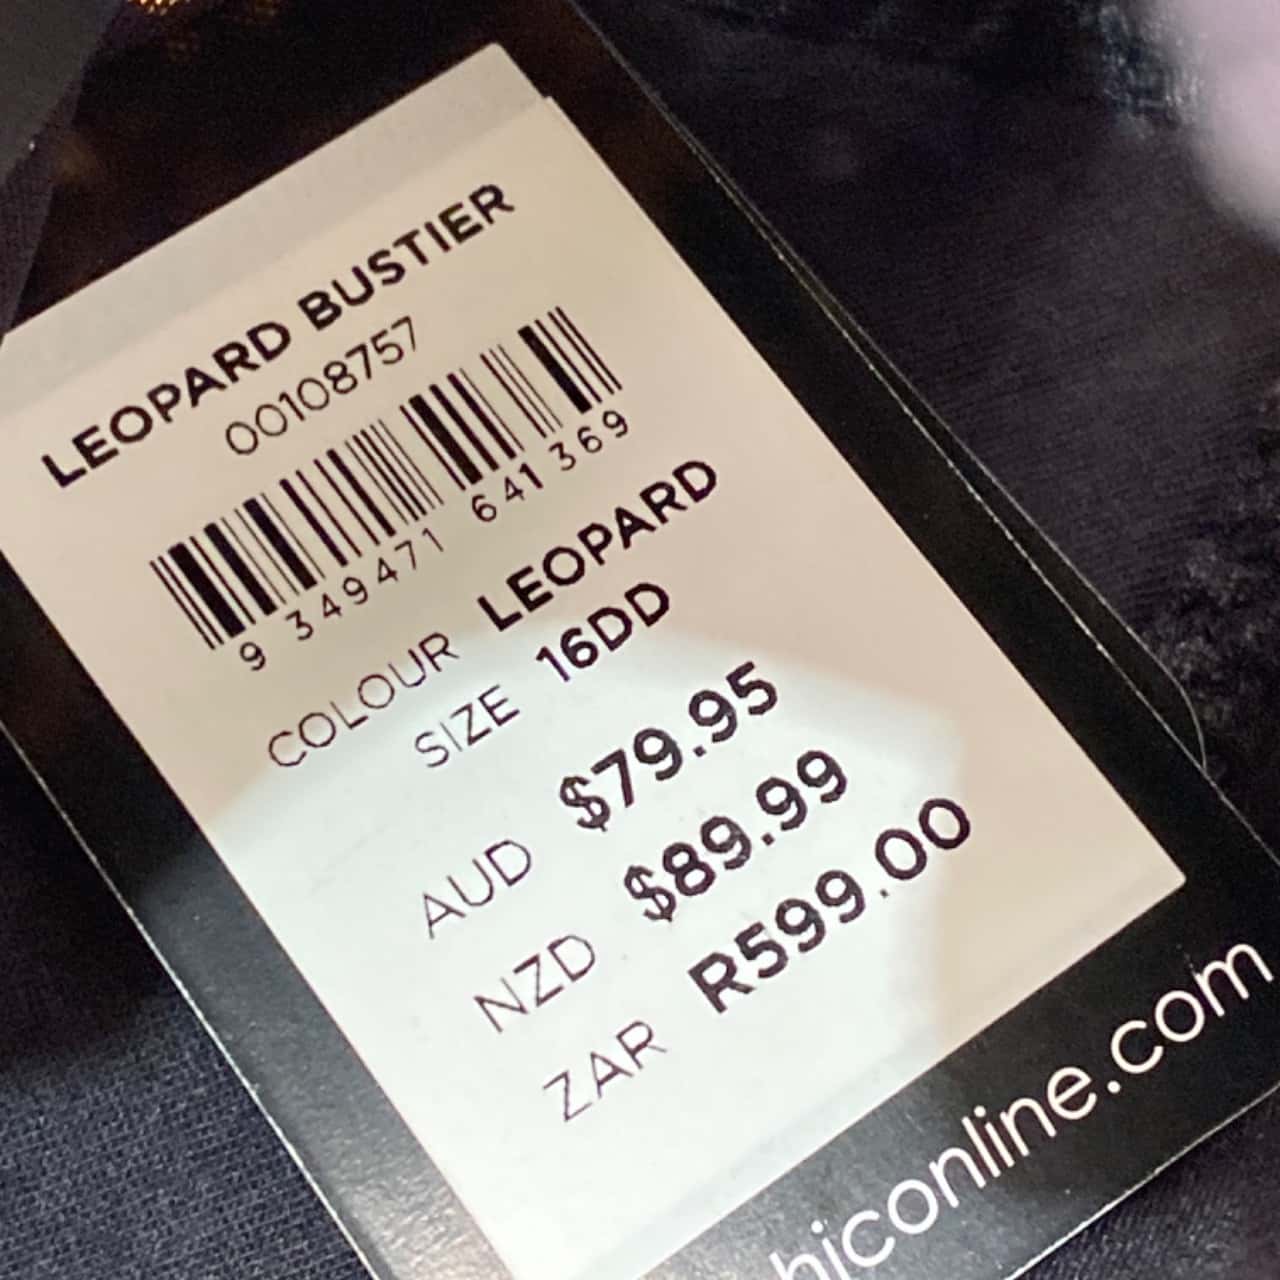 LEOPARD BUSTIER
00108757
9 349471 641369
COLOUR LEOPARD
SIZE 16DD
AUD $79.95
NZD $89.99
ZAR R599.00
hiconline.com